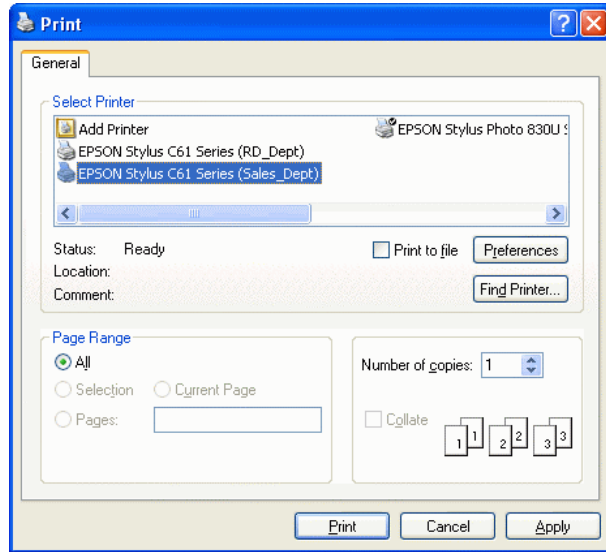 Print
General
Select Printer
Add Printer
EPSON Stylus C61 Series (RD_Dept)
EPSON Stylus C61 Series (Sales_Dept)
EPSON Stylus Photo 830U
Status: Ready
Location:
Comment:
Print to file
Preferences
Find Printer...
Page Range
All
Selection
Current Page
Pages:
Number of copies: 1
Collate
1 1 2 2 3 3
Print
Cancel
Apply